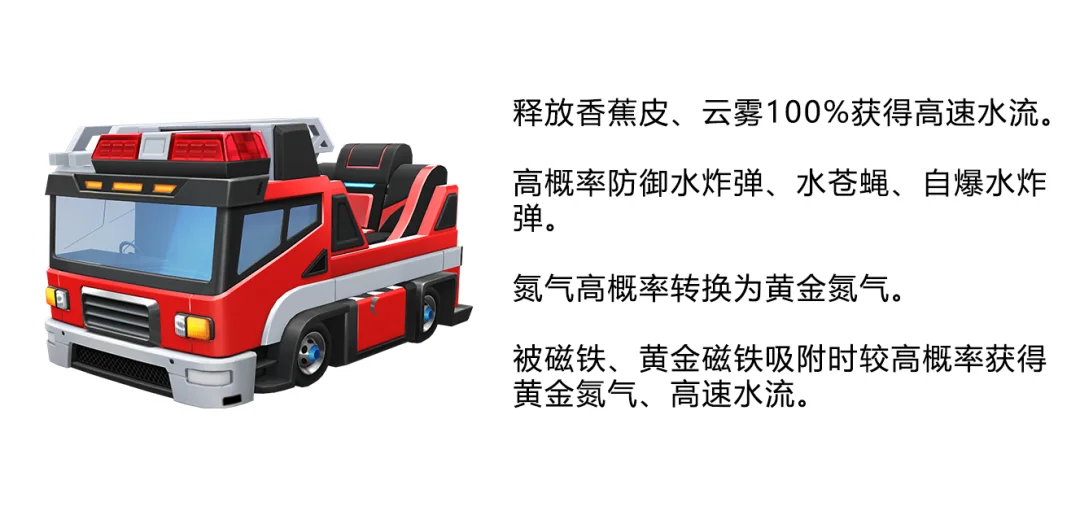 释放香蕉皮、云雾100%获得高速水流。
高概率防御水炸弹、水苍蝇、自爆水炸
弹。
氮气高概率转换为黄金氮气。
被磁铁、黄金磁铁吸附时较高概率获得
黄金氮气、高速水流。